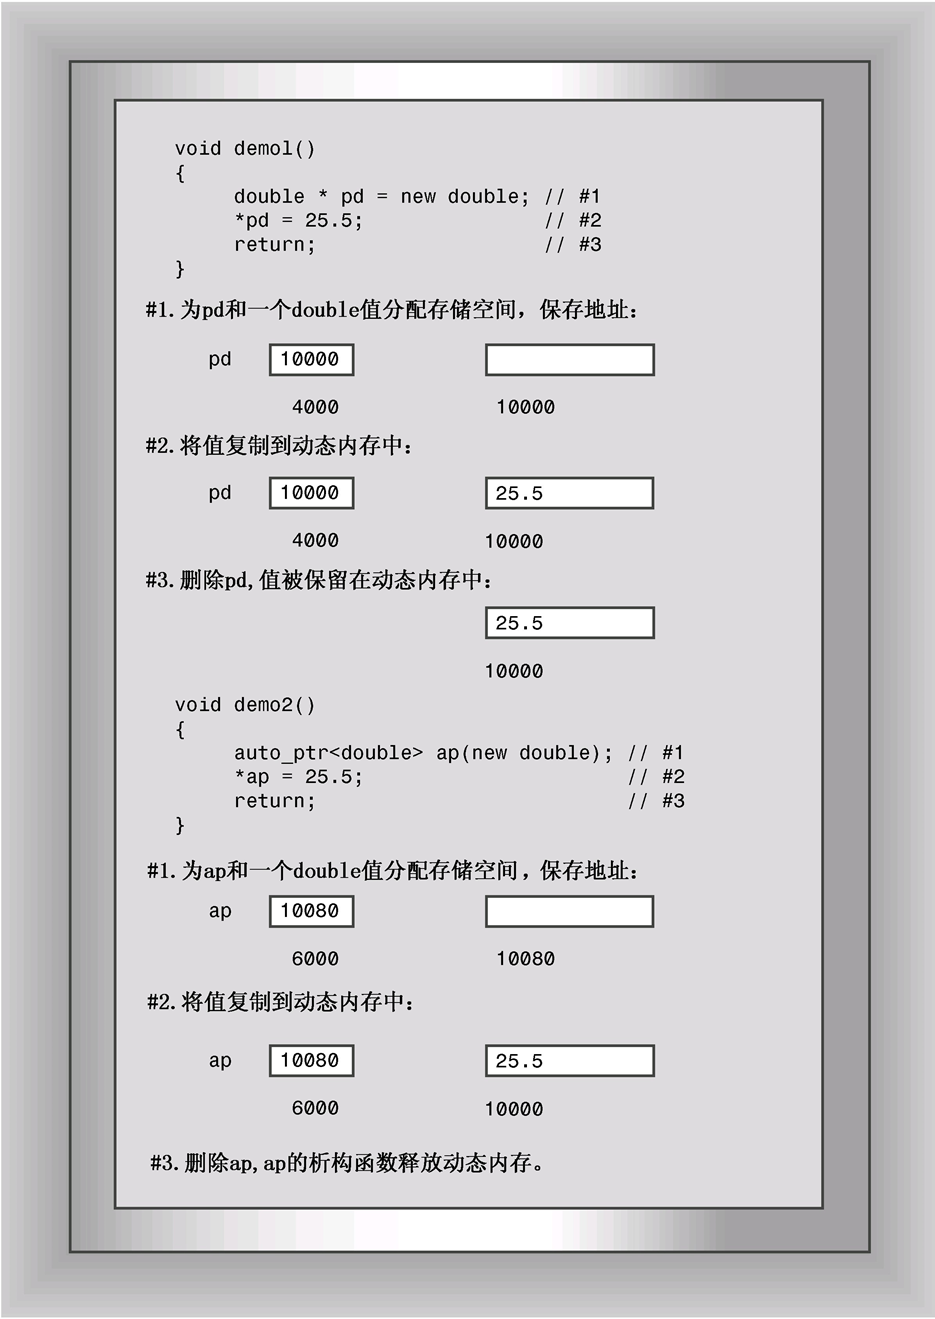 void demol()
{
double * pd = new double; // #1
*pd = 25.5; // #2
return; // #3
}
#1.为pd和一个double值分配存储空间，保存地址：
pd 10000
4000 10000
#2.将值复制到动态内存中：
pd 10000 25.5
4000 10000
#3.删除pd,值被保留在动态内存中：
25.5
10000
void demo2()
{
auto_ptr<double> ap(new double); // #1
*ap = 25.5; // #2
return; // #3
}
#1.为ap和一个double值分配存储空间，保存地址：
ap 10080
6000 10080
#2.将值复制到动态内存中：
ap 10080 25.5
6000 10000
#3.删除ap,ap的析构函数释放动态内存。